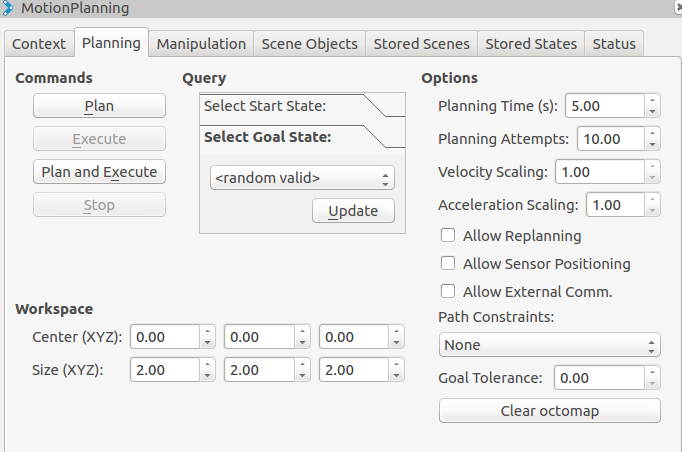 MotionPlanning
Context Planning Manipulation Scene Objects Stored Scenes Stored States Status
Commands
Plan
Execute
Plan and Execute
Stop
Query
Select Start State:
Select Goal State:
<random valid>
Update
Options
Planning Time (s): 5.00
Planning Attempts: 10.00
Velocity Scaling: 1.00
Acceleration Scaling: 1.00
Allow Replanning
Allow Sensor Positioning
Allow External Comm.
Path Constraints:
None
Goal Tolerance: 0.00
Clear octomap
Workspace
Center (XYZ): 0.00 0.00 0.00
Size (XYZ): 2.00 2.00 2.00